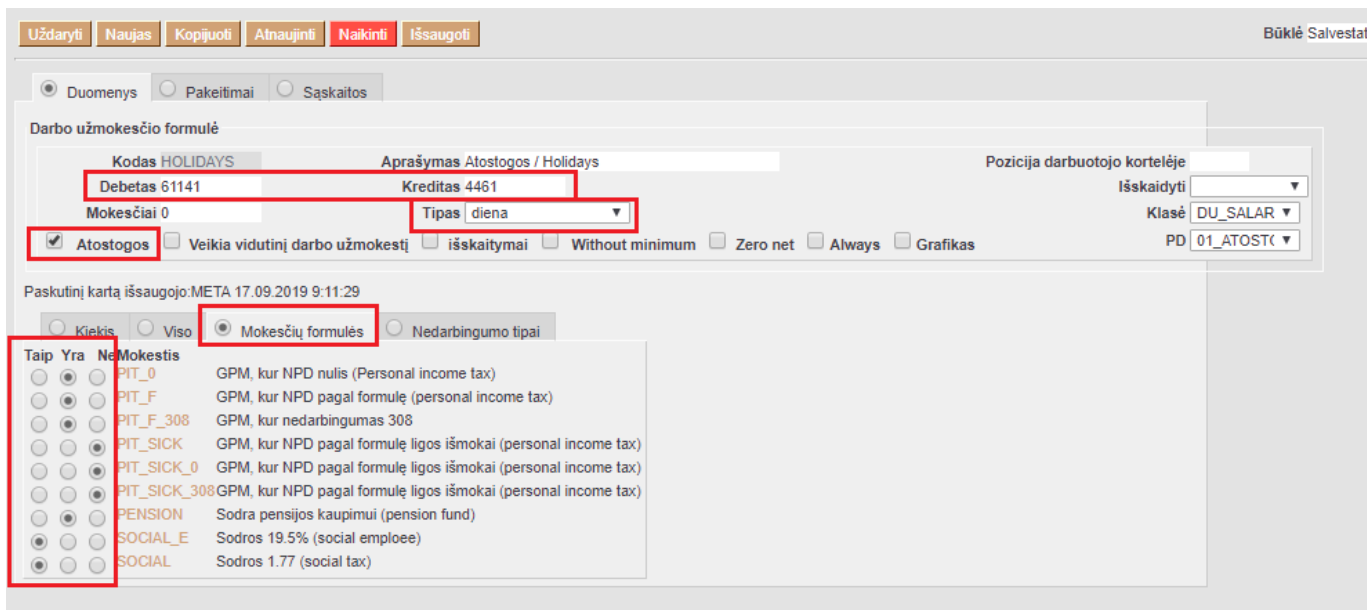 Uždaryti Naujas Kopijuoti Atnaujinti Naikinti Išsaugoti Būklė Salvestat
Duomenys Pakeitimai Sąskaitos
Darbo užmokesčio formulė
Kodas HOLIDAYS Aprašymas Atostogos / Holidays Pozicija darbuotojo kortelėje
Debetas 61141 Kreditas 4461 Išskaidyti
Mokesčiai 0 Tipas diena Klasė DU_SALAR
Atostogos Veikia vidutinį darbo užmokestį išskaitymai Without minimum Zero net Always Grafikas PD 01_ATOST(
Paskutinį kartą išsaugojo:META 17.09.2019 9:11:29
Kiekis Viso Mokesčių formulės Nedarbingumo tipai
Taip Yra Ne Mokestis
PIT_0 GPM, kur NPD nulis (Personal income tax)
PIT_F GPM, kur NPD pagal formulę (personal income tax)
PIT_F_308 GPM, kur nedarbingumas 308
PIT_SICK GPM, kur NPD pagal formulę ligos išmokai (personal income tax)
PIT_SICK_0 GPM, kur NPD pagal formulę ligos išmokai (personal income tax)
PIT_SICK_308 GPM, kur NPD pagal formulę ligos išmokai (personal income tax)
PENSION Sodra pensijos kaupimui (pension fund)
SOCIAL_E Sodros 19.5% (social emploee)
SOCIAL Sodros 1.77 (social tax)